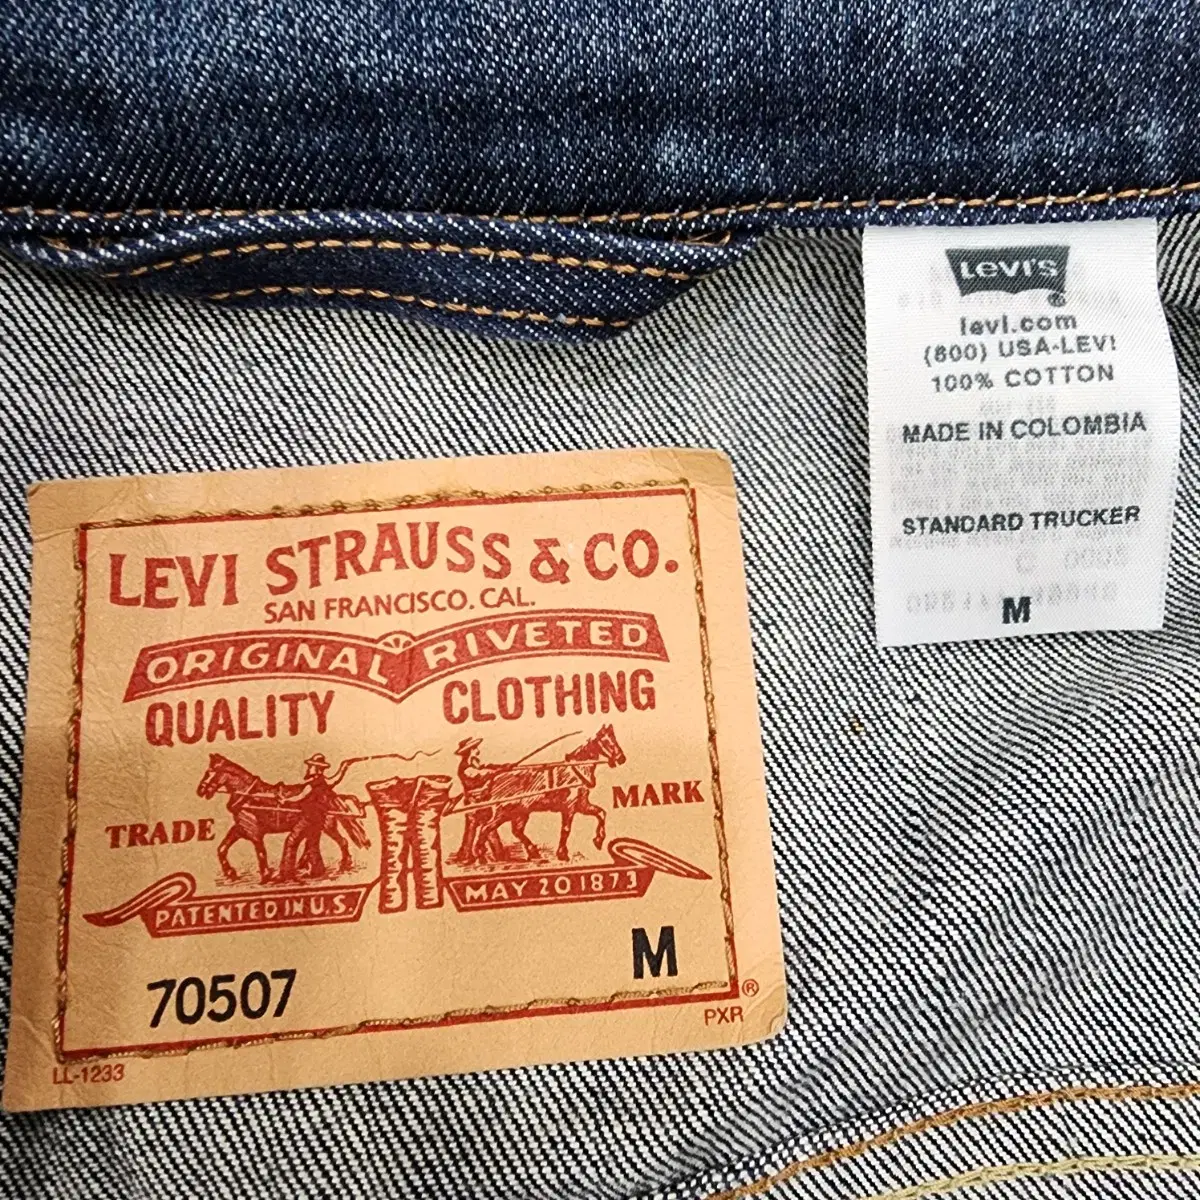 LEVI'S
levi.com
(800) USA-LEVI
100% COTTON
MADE IN COLOMBIA
STANDARD TRUCKER
M
LEVI STRAUSS & CO.
SAN FRANCISCO. CAL.
ORIGINAL RIVETED
QUALITY CLOTHING
TRADE MARK
PATENTED IN U.S. MAY 20 1873
70507 M
®
PXR
LL-1233